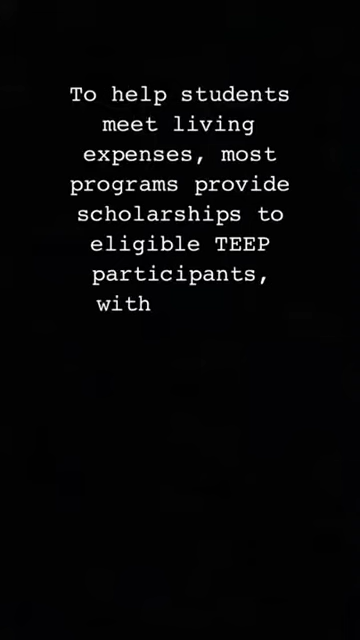 To help students
meet living
expenses, most
programs provide
scholarships to
eligible TEEP
participants,
with